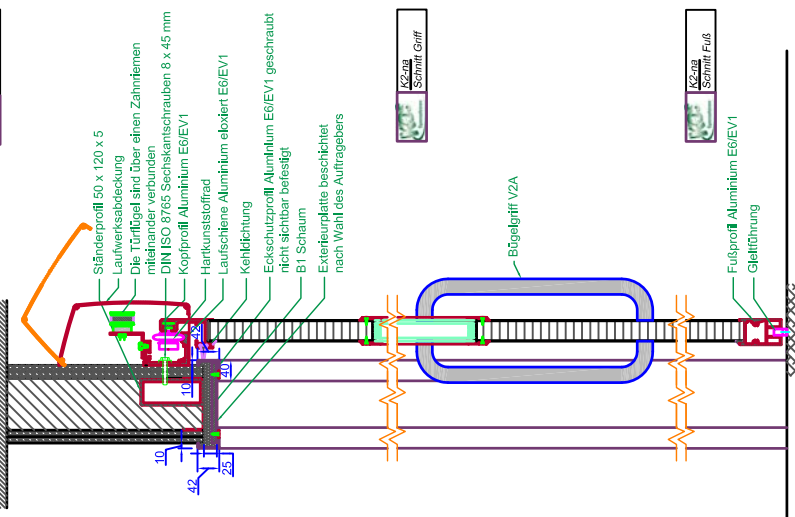 Ständerprofil 50 x 120 x 5
Laufwerksabdeckung
Die Türflügel sind über einen Zahnriemen
miteinander verbunden
DIN ISO 8765 Sechskantschrauben 8 x 45 mm
Kopfprofil Aluminium E6/EV1
Hartkunststoffrad
Laufschiene Aluminium eloxiert E6/EV1
Kehldichtung
Eckschutzprofil Aluminium E6/EV1 geschraubt
nicht sichtbar befestigt
B1 Schaum
Exterieurplatte beschichtet
nach Wahl des Auftragebers
10
40
10
42
25
Bügelgriff V2A
K2-na
Schnitt Griff
Fußprofil Aluminium E6/EV1
Gleitführung
K2-na
Schnitt Fuß